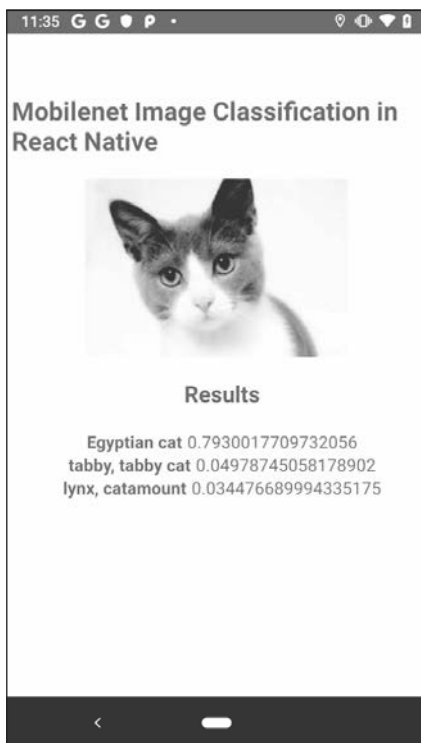 11:35 G G P
Mobilenet Image Classification in
React Native
Results
Egyptian cat 0.7930017709732056
tabby, tabby cat 0.04978745058178902
lynx, catamount 0.034476689994335175